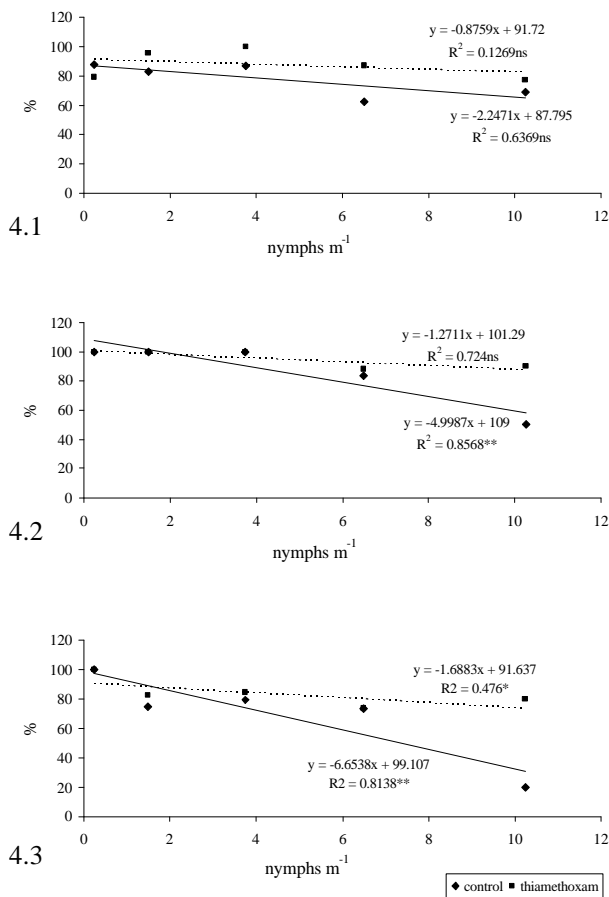 120
100
80
60
40
20
0
%
0 2 4 6 8 10 12
nymphs m⁻¹
y = -0.8759x + 91.72
R² = 0.1269ns
y = -2.2471x + 87.795
R² = 0.6369ns
4.1
120
100
80
60
40
20
0
%
0 2 4 6 8 10 12
nymphs m⁻¹
y = -1.2711x + 101.29
R² = 0.724ns
y = -4.9987x + 109
R² = 0.8568**
4.2
120
100
80
60
40
20
0
%
0 2 4 6 8 10 12
nymphs m⁻¹
y = -1.6883x + 91.637
R2 = 0.476*
y = -6.6538x + 99.107
R2 = 0.8138**
4.3
control thiamethoxam